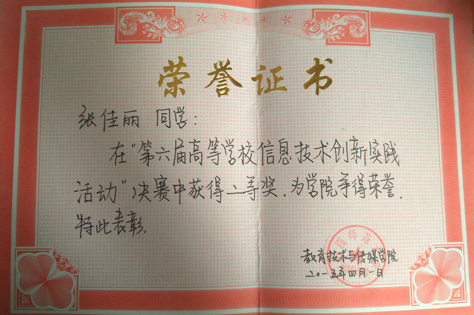 荣誉证书
张佳丽 同学:
在"第六届高等学校信息技术创新实践
活动"决赛中获得二等奖,为学院争得荣誉,
特此表彰.
教育技术与传媒学院
二〇一五年四月一日